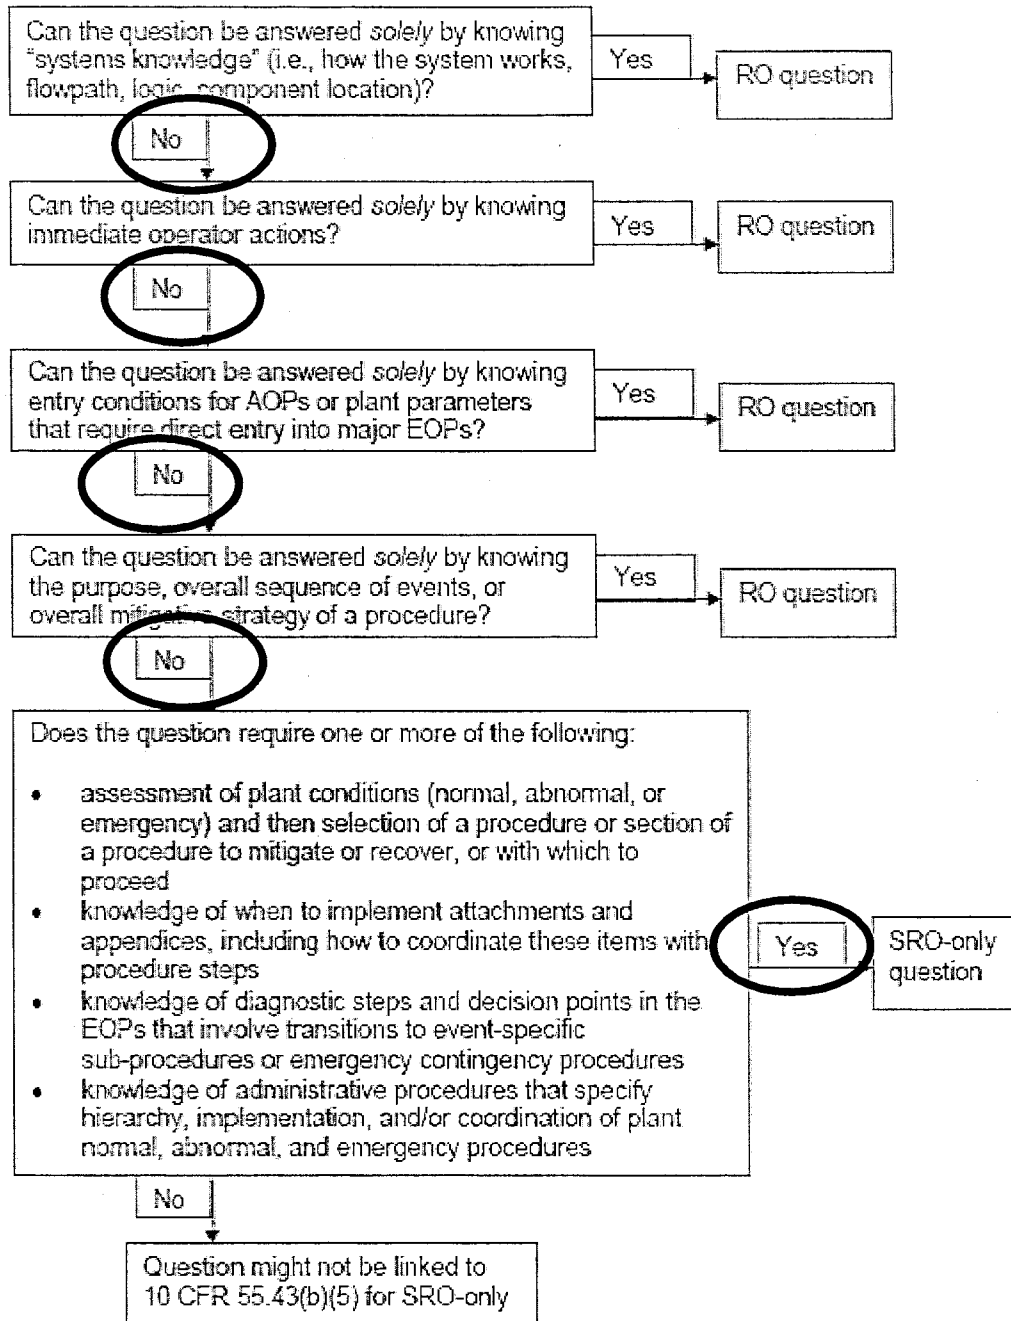 Can the question be answered solely by knowing
"systems knowledge" (i.e., how the system works,
flowpath, logic, component location)?
Yes
RO question
No
Can the question be answered solely by knowing
immediate operator actions?
Yes
RO question
No
Can the question be answered solely by knowing
entry conditions for AOPs or plant parameters
that require direct entry into major EOPs?
Yes
RO question
No
Can the question be answered solely by knowing
the purpose, overall sequence of events, or
overall mitigative strategy of a procedure?
Yes
RO question
No
Does the question require one or more of the following:
• assessment of plant conditions (normal, abnormal, or
emergency) and then selection of a procedure or section of
a procedure to mitigate or recover, or with which to
proceed
• knowledge of when to implement attachments and
appendices, including how to coordinate these items with
procedure steps
• knowledge of diagnostic steps and decision points in the
EOPs that involve transitions to event-specific
sub-procedures or emergency contingency procedures
• knowledge of administrative procedures that specify
hierarchy, implementation, and/or coordination of plant
normal, abnormal, and emergency procedures
Yes
SRO-only
question
No
Question might not be linked to
10 CFR 55.43(b)(5) for SRO-only